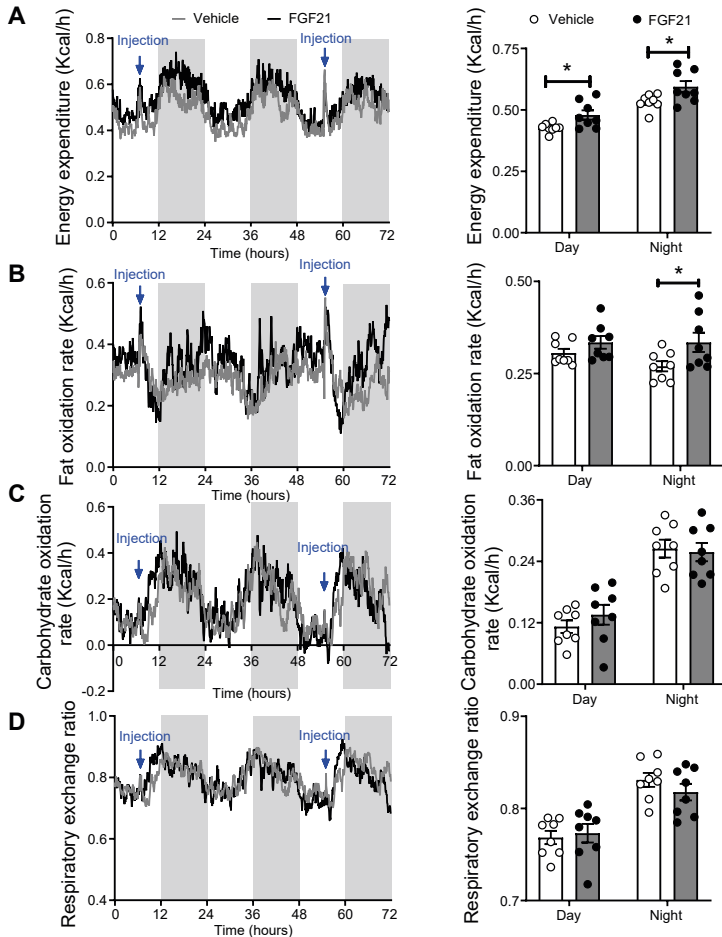 A
Vehicle FGF21
Injection Injection
Energy expenditure (Kcal/h)
0.8
0.6
0.4
0.2
0.0
0 12 24 36 48 60 72
Time (hours)
Vehicle FGF21
Energy expenditure (Kcal/h)
0.75
0.50
0.25
0.00
* *
Day Night
B
Injection Injection
Fat oxidation rate (Kcal/h)
0.6
0.4
0.2
0.0
0 12 24 36 48 60 72
Time (hours)
Fat oxidation rate (Kcal/h)
0.50
0.25
0.00
*
Day Night
C
Injection Injection
Carbohydrate oxidation
rate (Kcal/h)
0.6
0.4
0.2
0.0
-0.2
0 12 24 36 48 60 72
Time (hours)
Carbohydrate oxidation
rate (Kcal/h)
0.36
0.24
0.12
0.00
Day Night
D
Injection Injection
Respiratory exchange ratio
1.0
0.8
0.6
0.4
0 12 24 36 48 60 72
Time (hours)
Respiratory exchange ratio
0.9
0.8
0.7
Day Night